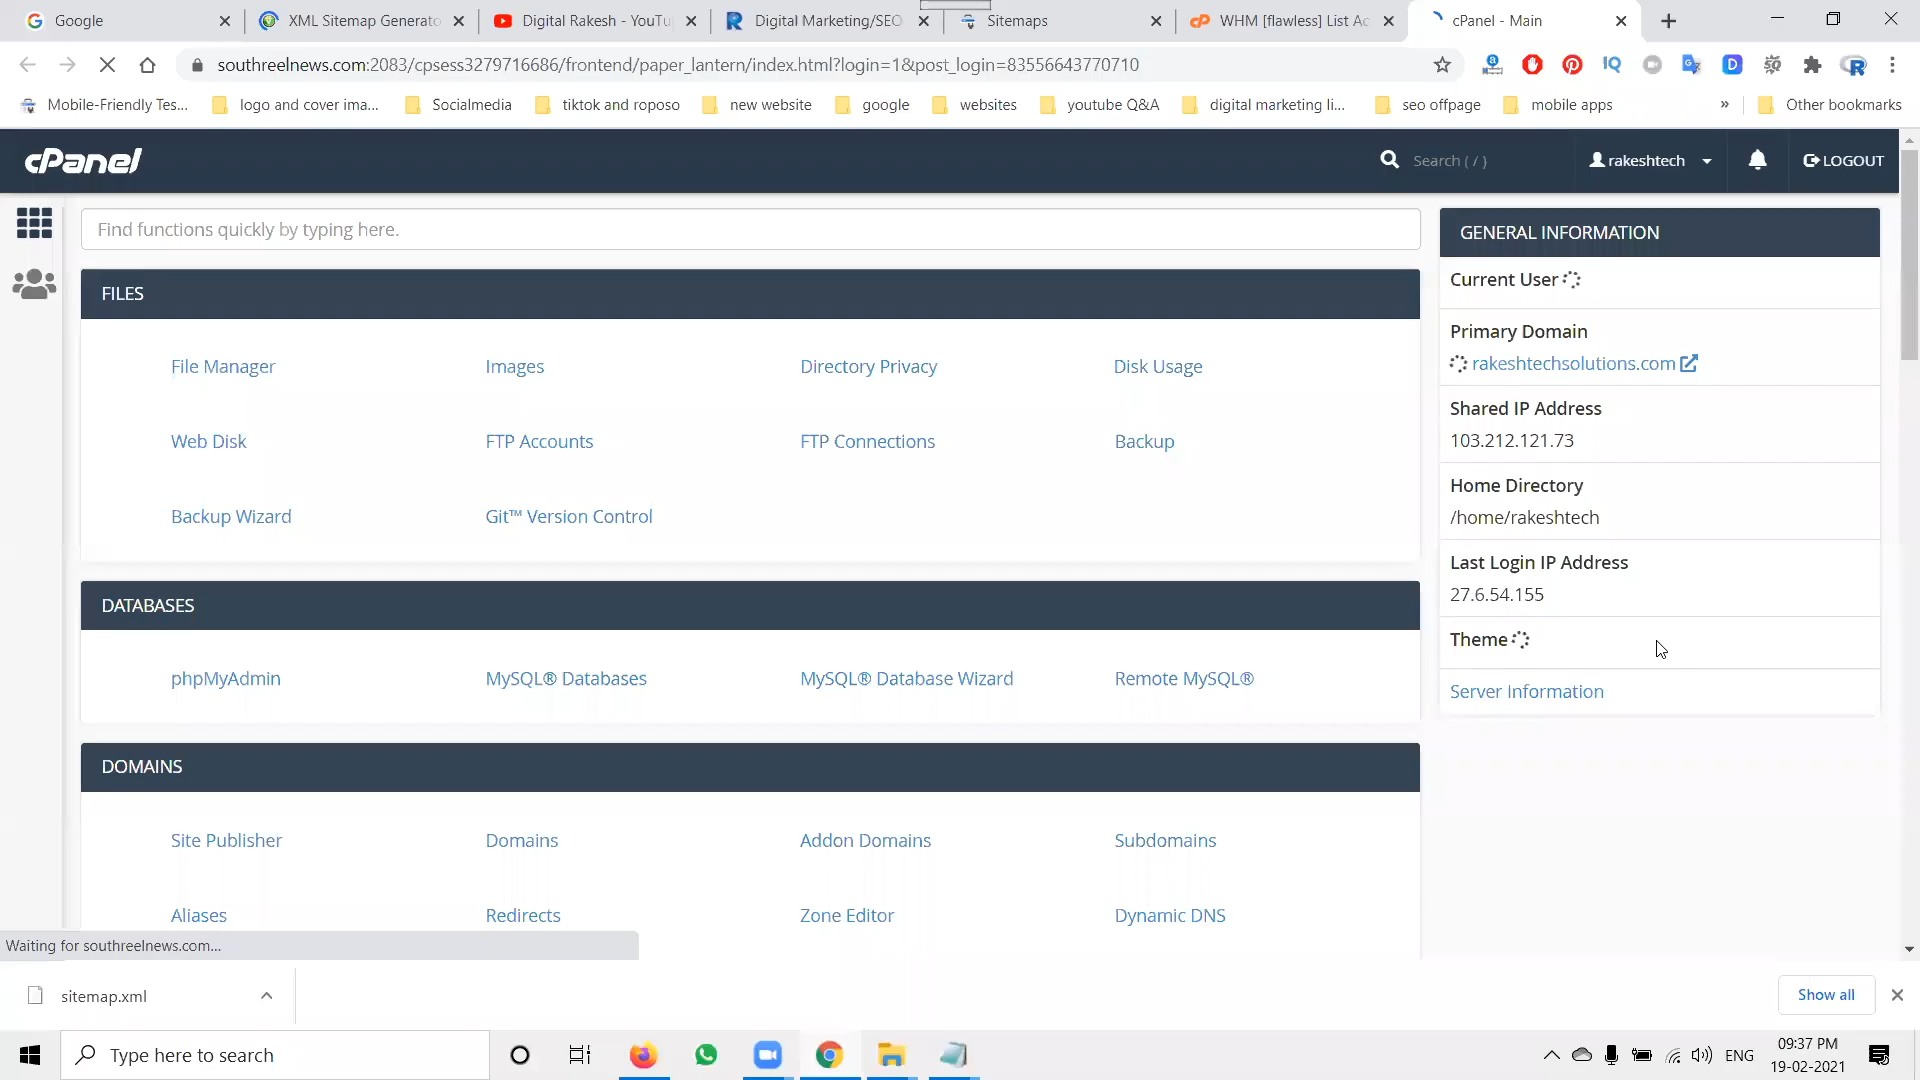 Google
XML Sitemap Generato
Digital Rakesh - YouTu
Digital Marketing/SEO
Sitemaps
WHM [flawless] List Ac
cPanel - Main
southreelnews.com:2083/cpsess3279716686/frontend/paper_lantern/index.html?login=1&post_login=83556643770710
Mobile-Friendly Tes...
logo and cover ima...
Socialmedia
tiktok and roposo
new website
google
websites
youtube Q&A
digital marketing li...
seo offpage
mobile apps
»
Other bookmarks
cPanel
Search ( / )
rakeshtech
LOGOUT
Find functions quickly by typing here.
FILES
File Manager
Images
Directory Privacy
Disk Usage
Web Disk
FTP Accounts
FTP Connections
Backup
Backup Wizard
Git™ Version Control
DATABASES
phpMyAdmin
MySQL® Databases
MySQL® Database Wizard
Remote MySQL®
DOMAINS
Site Publisher
Domains
Addon Domains
Subdomains
Aliases
Redirects
Zone Editor
Dynamic DNS
GENERAL INFORMATION
Current User
Primary Domain
rakeshtechsolutions.com
Shared IP Address
103.212.121.73
Home Directory
/home/rakeshtech
Last Login IP Address
27.6.54.155
Theme
Server Information
Waiting for southreelnews.com...
sitemap.xml
Show all
Type here to search
ENG
09:37 PM
19-02-2021